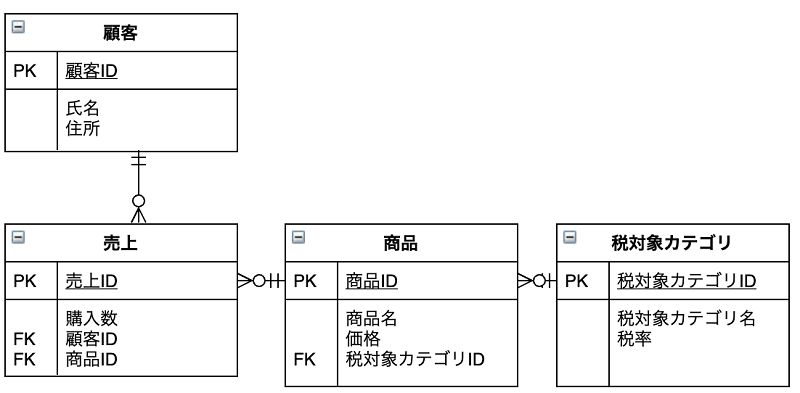 顧客
PK 顧客ID
氏名
住所
売上
PK 売上ID
購入数
FK 顧客ID
FK 商品ID
商品
PK 商品ID
商品名
価格
FK 税対象カテゴリID
税対象カテゴリ
PK 税対象カテゴリID
税対象カテゴリ名
税率